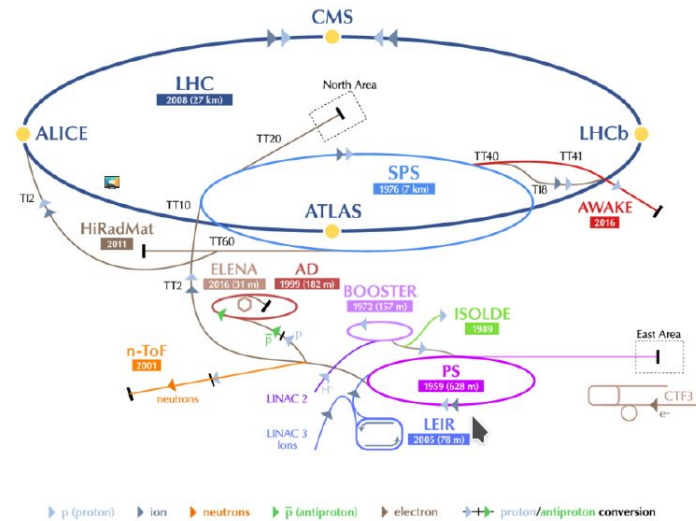 CMS
LHC
2008 (27 km)
North Area
ALICE
LHCb
TT20
TT40
TT41
SPS
1976 (7 km)
TI2
TI8
TT10
ATLAS
AWAKE
2016
HiRadMat
2011
TT60
ELENA
2016 (31 m)
AD
1999 (182 m)
TT2
BOOSTER
1972 (157 m)
ISOLDE
1989
p̅
p
East Area
n-ToF
2001
PS
1959 (628 m)
neutrons
LINAC 2
H⁻
CTF3
e-
LINAC 3
Ions
LEIR
2005 (78 m)
p (proton)
ion
neutrons
p̅ (antiproton)
electron
proton/antiproton conversion